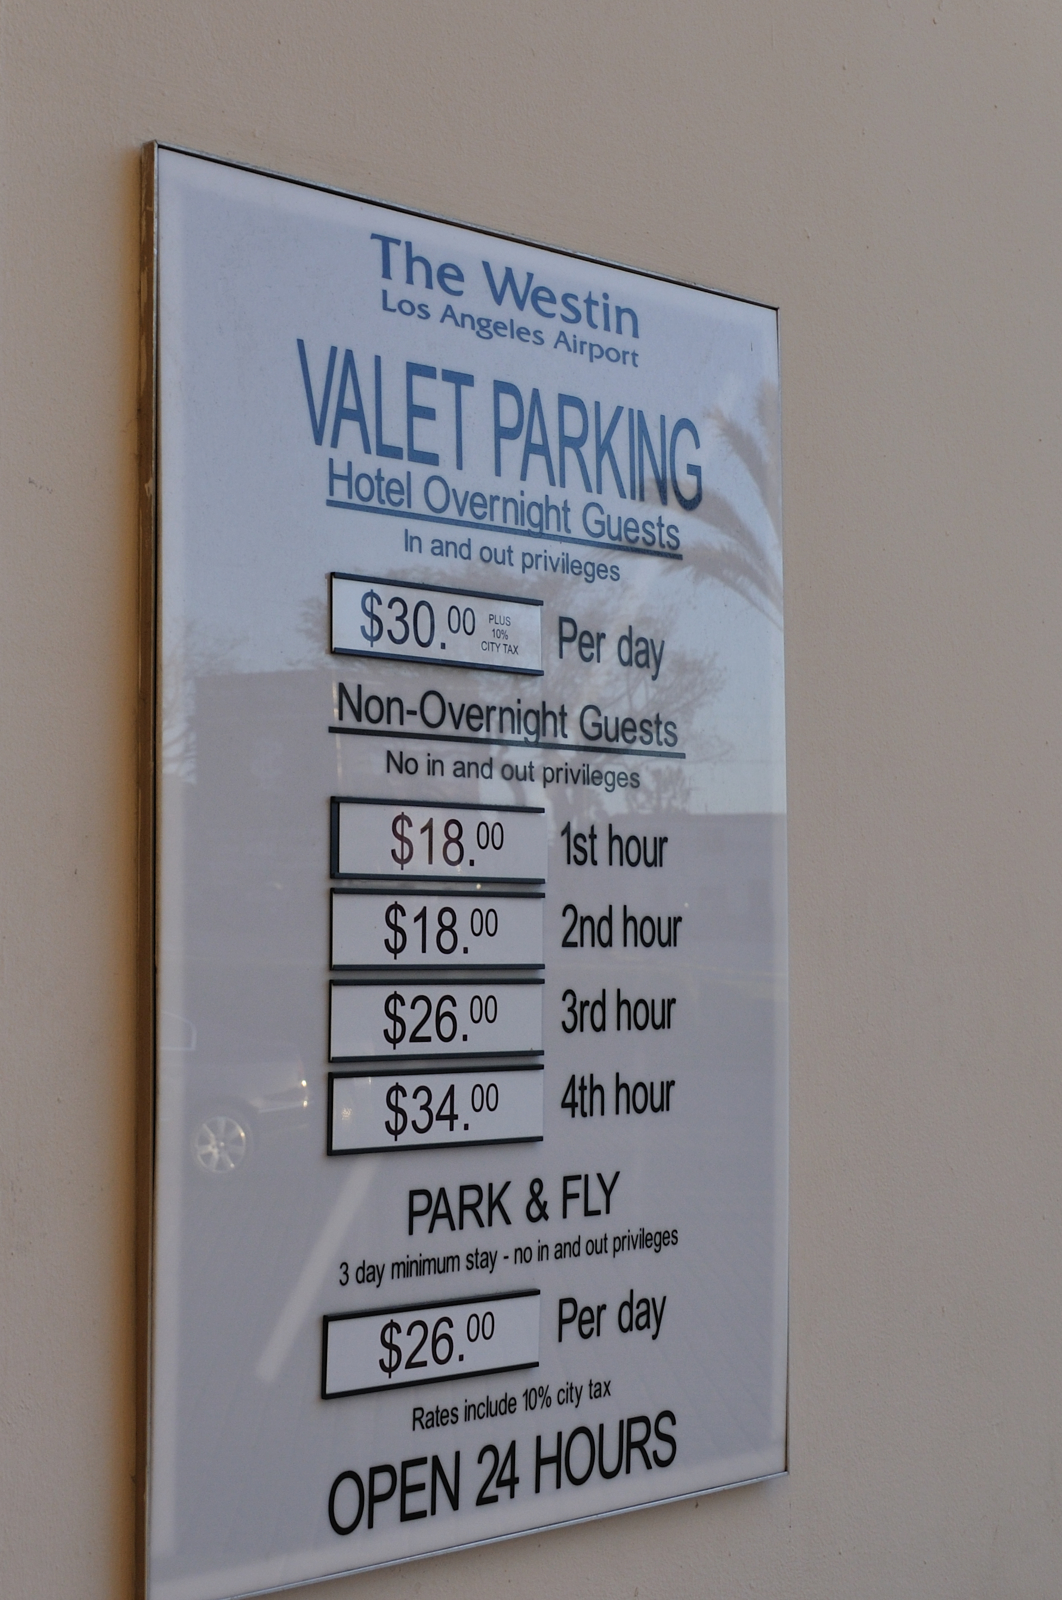 The Westin
Los Angeles Airport
VALET PARKING
Hotel Overnight Guests
In and out privileges
$30.00 PLUS 10% CITY TAX Per day
Non-Overnight Guests
No in and out privileges
$18.00 1st hour
$18.00 2nd hour
$26.00 3rd hour
$34.00 4th hour
PARK & FLY
3 day minimum stay - no in and out privileges
$26.00 Per day
Rates include 10% city tax
OPEN 24 HOURS